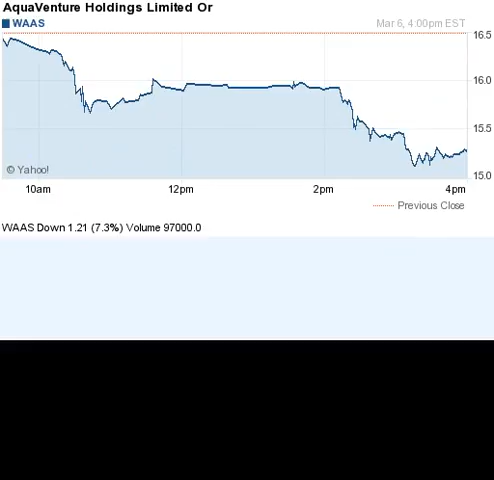 AquaVenture Holdings Limited Or
WAAS Mar 6, 4:00pm EST
16.5
16.0
15.5
15.0
© Yahoo!
10am 12pm 2pm 4pm
Previous Close
WAAS Down 1.21 (7.3%) Volume 97000.0